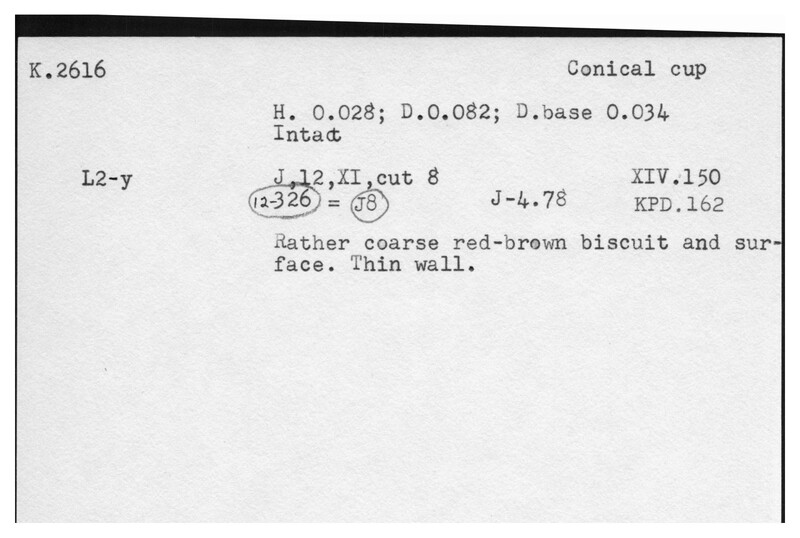 K.2616 Conical cup
H. 0.028; D.0.082; D.base 0.034
Intact
L2-y J,12,XI,cut 8 XIV.150
12-326 = J8 J-4.78 KPD.162
Rather coarse red-brown biscuit and sur-
face. Thin wall.